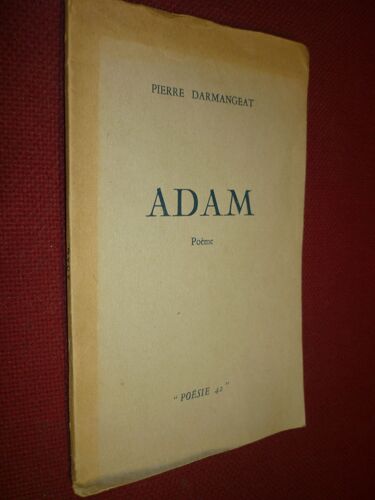 PIERRE DARMANGEAT
ADAM
Poème
"POÉSIE 42"